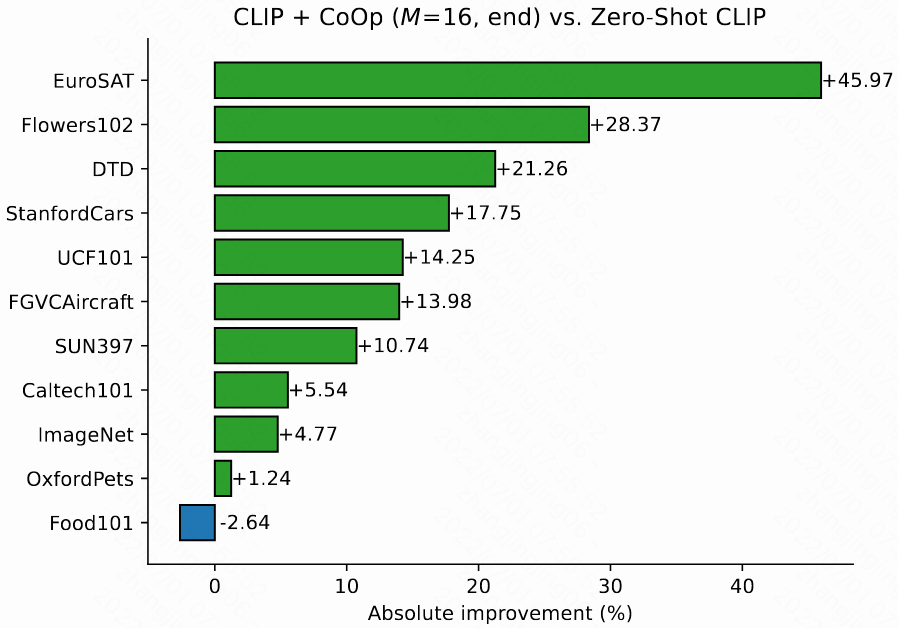 CLIP + CoOp (M=16, end) vs. Zero-Shot CLIP
EuroSAT +45.97
Flowers102 +28.37
DTD +21.26
StanfordCars +17.75
UCF101 +14.25
FGVCAircraft +13.98
SUN397 +10.74
Caltech101 +5.54
ImageNet +4.77
OxfordPets +1.24
Food101 -2.64
0 10 20 30 40
Absolute improvement (%)